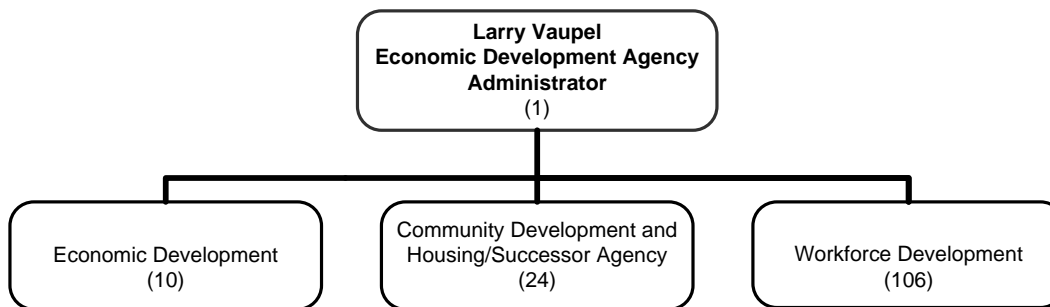 Larry Vaupel
Economic Development Agency
Administrator
(1)
Economic Development
(10)
Community Development and
Housing/Successor Agency
(24)
Workforce Development
(106)